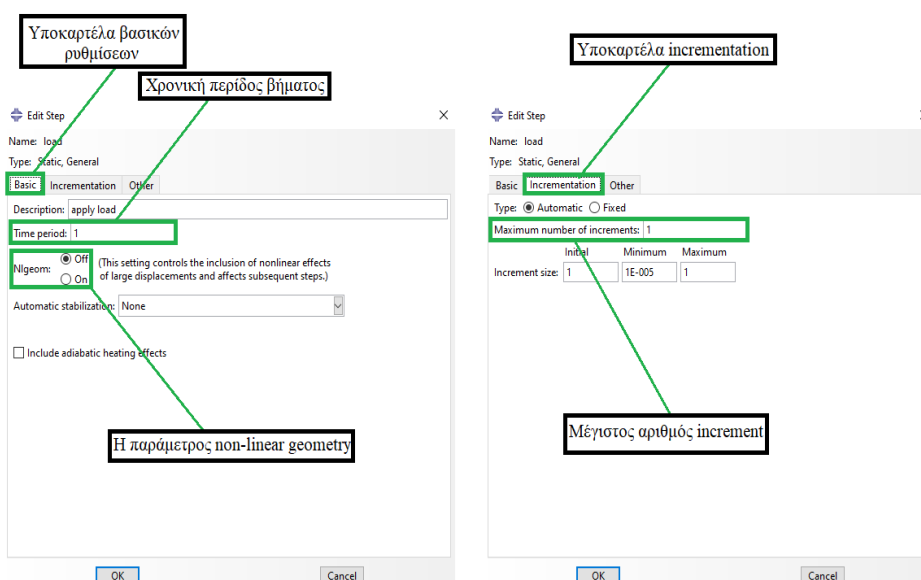 Υποκαρτέλα βασικών
ρυθμίσεων
Χρονική περίδος βήματος
Edit Step
Name: load
Type: Static, General
Basic Incrementation Other
Description: apply load
Time period: 1
Nlgeom: Off
On
(This setting controls the inclusion of nonlinear effects
of large displacements and affects subsequent steps.)
Automatic stabilization: None
Include adiabatic heating effects
Η παράμετρος non-linear geometry
OK Cancel
Υποκαρτέλα incrementation
Edit Step
Name: load
Type: Static, General
Basic Incrementation Other
Type: Automatic Fixed
Maximum number of increments: 1
Initial Minimum Maximum
Increment size: 1 1E-005 1
Μέγιστος αριθμός increment
OK Cancel